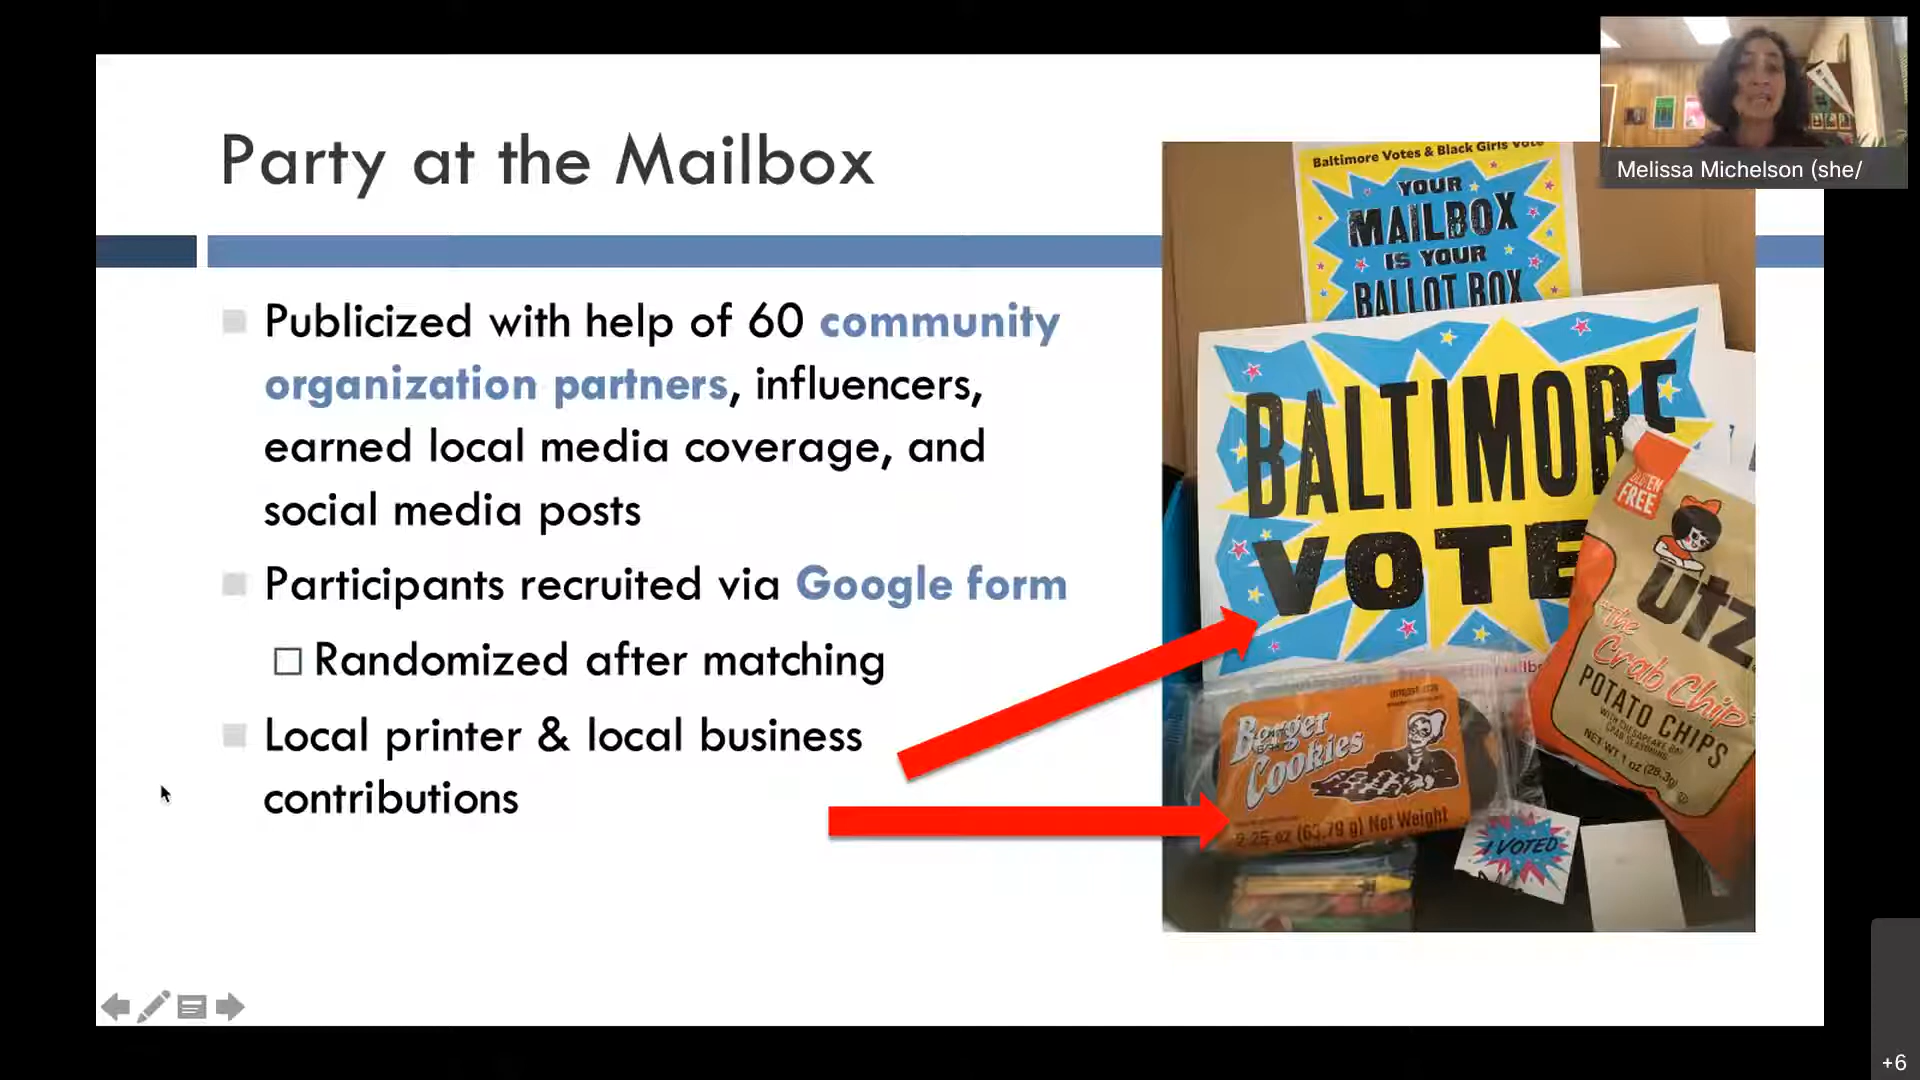 Party at the Mailbox
Publicized with help of 60 community
organization partners, influencers,
earned local media coverage, and
social media posts
Participants recruited via Google form
Randomized after matching
Local printer & local business
contributions
Baltimore Votes & Black Girls Vote
YOUR
MAILBOX
IS YOUR
BALLOT BOX
BALTIMORE
VOTE
GLUTEN
FREE
UTZ
The
Crab Chip
POTATO CHIPS
WITH CHESAPEAKE BAY
CRAB SEASONING
NET WT. 1 oz (28.3g)
Berger
Cookies
2.25 oz (63.79 g) Net Weight
I VOTED
Melissa Michelson (she/
+6